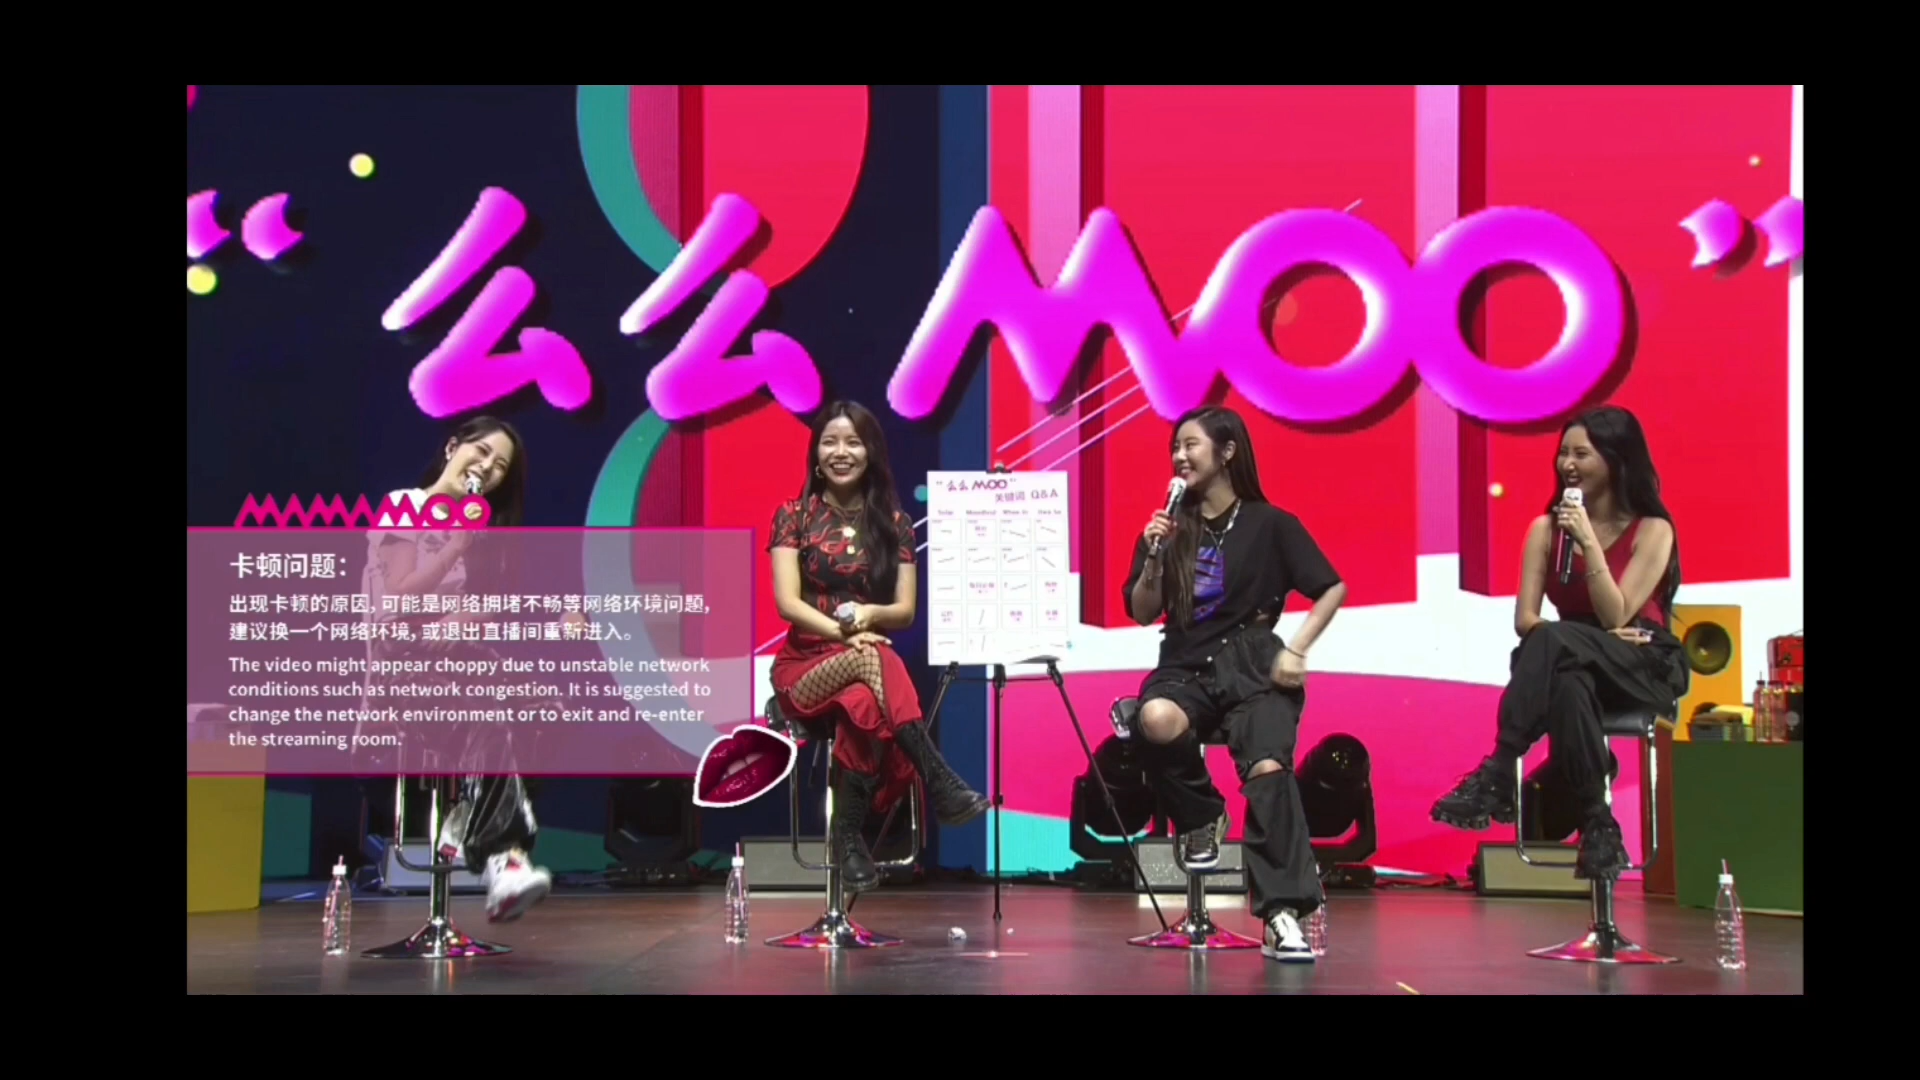 “么么MOO”
“么么MOO”
关键词 Q&A
MAMAMOO
卡顿问题：
出现卡顿的原因，可能是网络拥堵不畅等网络环境问题，
建议换一个网络环境，或退出直播间重新进入。
The video might appear choppy due to unstable network
conditions such as network congestion. It is suggested to
change the network environment or to exit and re-enter
the streaming room.